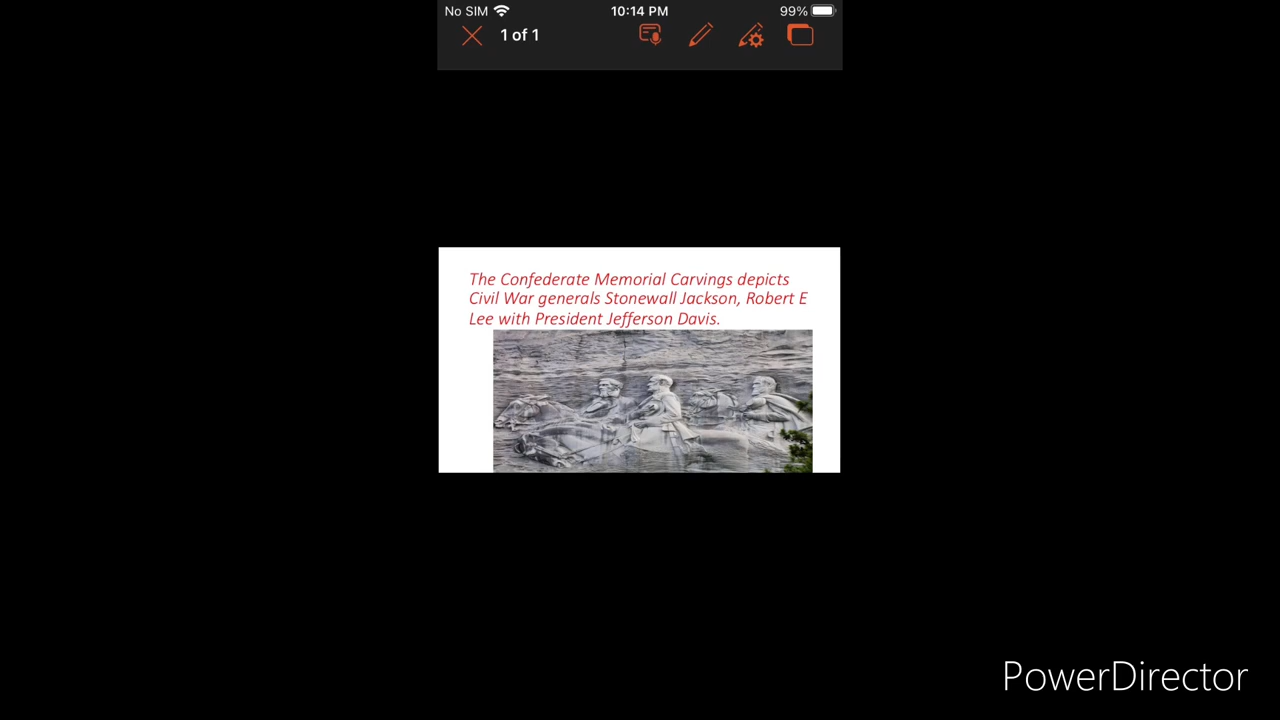 No SIM 10:14 PM 99%
1 of 1
The Confederate Memorial Carvings depicts
Civil War generals Stonewall Jackson, Robert E
Lee with President Jefferson Davis.
PowerDirector